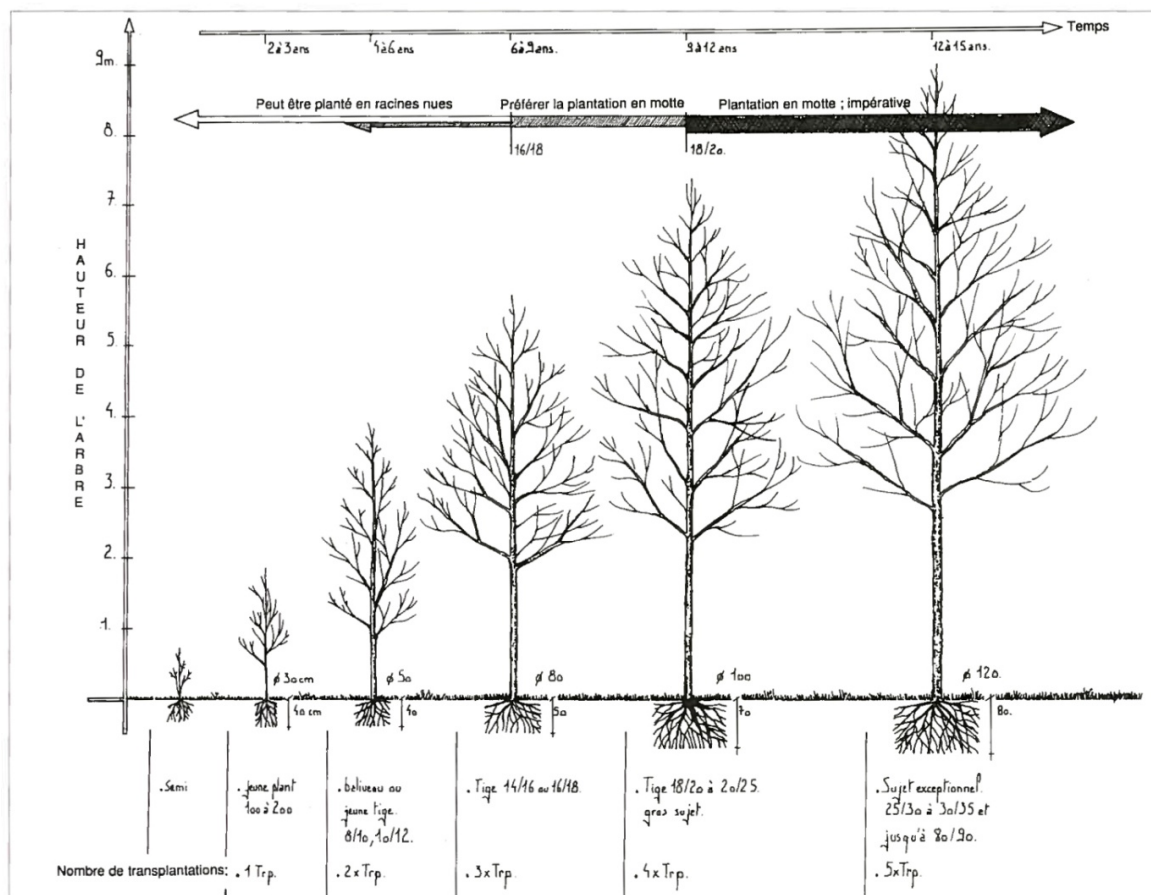 Temps
2 à 3 ans
4 à 6 ans
6 à 9 ans.
9 à 12 ans
12 à 15 ans.
9m.
Peut être planté en racines nues
Préférer la plantation en motte
Plantation en motte ; impérative
8.
16/18
18/20.
7.
6.
5.
4.
3.
2.
1.
HAUTEUR DE L'ARBRE
ø 30 cm
ø 50
ø 80
ø 100
ø 120.
40 cm
40
50
70
80.
. Semi
. jeune plant
100 à 200
. baliveau ou
jeune tige.
8/10, 10/12.
. Tige 14/16 ou 16/18.
. Tige 18/20 à 20/25.
gros sujet.
. Sujet exceptionnel.
25/30 à 30/35 et
jusqu'à 80/90.
Nombre de transplantations:
. 1 Trp.
. 2 x Trp.
. 3 x Trp.
. 4 x Trp.
. 5 x Trp.